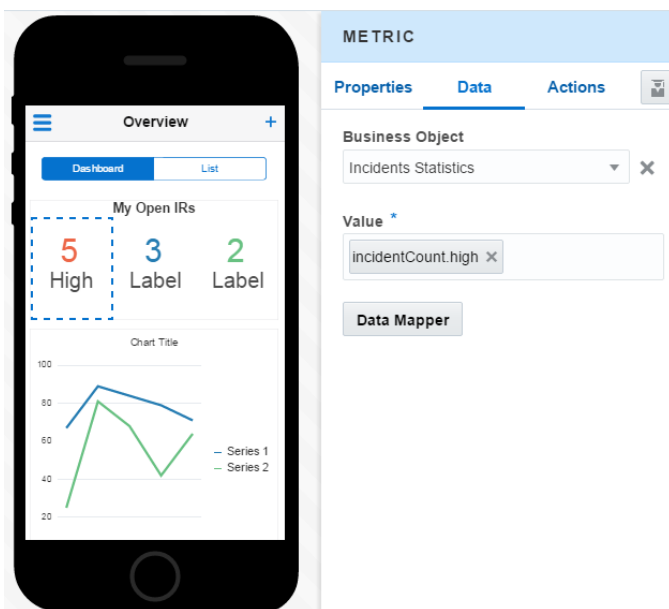 METRIC
Properties Data Actions
Business Object
Incidents Statistics
Value *
incidentCount.high
Data Mapper
Overview
Dashboard List
My Open IRs
5 3 2
High Label Label
Chart Title
100
80
60
40
20
Series 1
Series 2